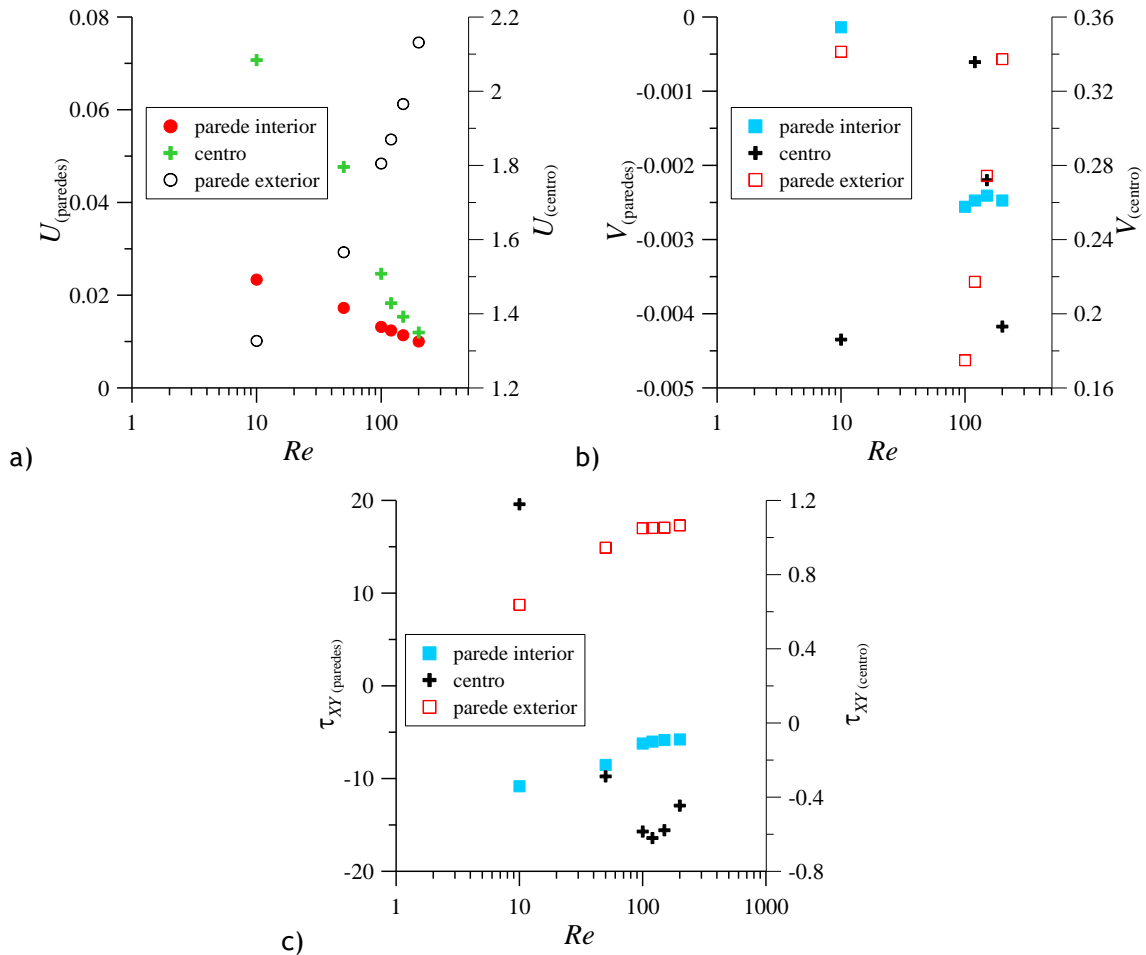 0.08
0.06
0.04
0.02
0
U(paredes)
2.2
2
1.8
1.6
1.4
1.2
U(centro)
parede interior
centro
parede exterior
1
10
100
Re
a)
0
-0.001
-0.002
-0.003
-0.004
-0.005
V(paredes)
0.36
0.32
0.28
0.24
0.2
0.16
V(centro)
parede interior
centro
parede exterior
1
10
100
Re
b)
20
10
0
-10
-20
τXY (paredes)
1.2
0.8
0.4
0
-0.4
-0.8
τXY (centro)
parede interior
centro
parede exterior
1
10
100
1000
Re
c)